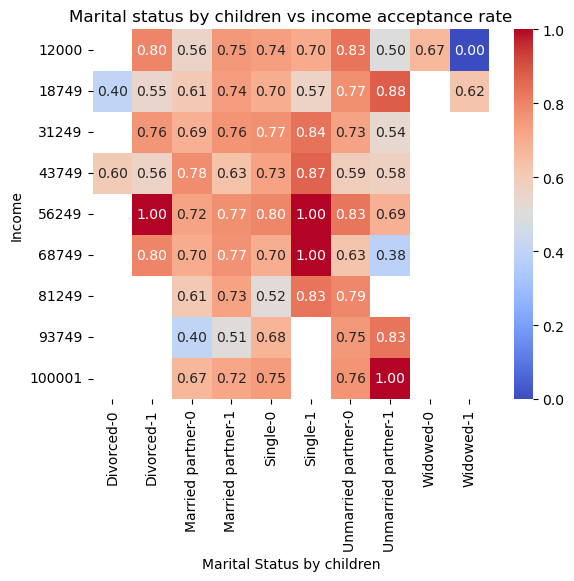 Marital status by children vs income acceptance rate
12000 0.80 0.56 0.75 0.74 0.70 0.83 0.50 0.67 0.00
18749 0.40 0.55 0.61 0.74 0.70 0.57 0.77 0.88 0.62
31249 0.76 0.69 0.76 0.77 0.84 0.73 0.54
43749 0.60 0.56 0.78 0.63 0.73 0.87 0.59 0.58
56249 1.00 0.72 0.77 0.80 1.00 0.83 0.69
68749 0.80 0.70 0.77 0.70 1.00 0.63 0.38
81249 0.61 0.73 0.52 0.83 0.79
93749 0.40 0.51 0.68 0.75 0.83
100001 0.67 0.72 0.75 0.76 1.00
Income
Divorced-0
Divorced-1
Married partner-0
Married partner-1
Single-0
Single-1
Unmarried partner-0
Unmarried partner-1
Widowed-0
Widowed-1
Marital Status by children
1.0
0.8
0.6
0.4
0.2
0.0